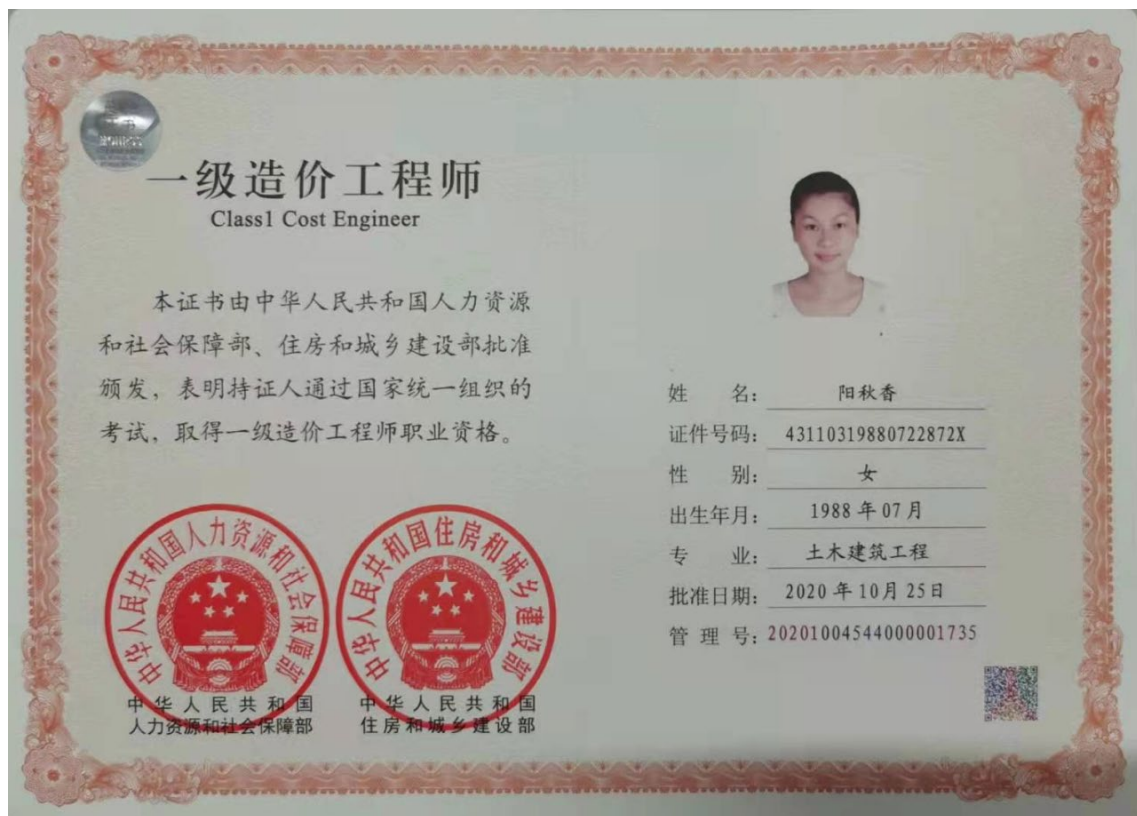 一级造价工程师
Class1 Cost Engineer
本证书由中华人民共和国人力资源
和社会保障部、住房和城乡建设部批准
颁发，表明持证人通过国家统一组织的
考试，取得一级造价工程师职业资格。
中华人民共和国人力资源和社会保障部
中华人民共和国住房和城乡建设部
中华人民共和国
人力资源和社会保障部
中华人民共和国
住房和城乡建设部
姓 名：阳秋香
证件号码：43110319880722872X
性 别：女
出生年月：1988 年 07 月
专 业：土木建筑工程
批准日期：2020 年 10 月 25 日
管 理 号：20201004544000001735